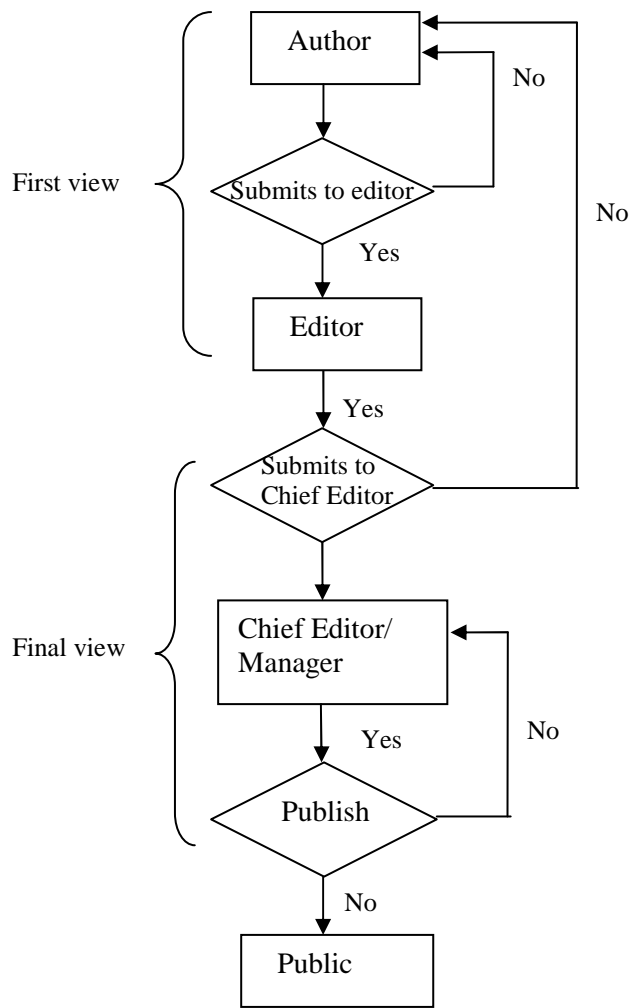 Author
No
First view
Submits to editor
No
Yes
Editor
Yes
Submits to
Chief Editor
Chief Editor/
Manager
Final view
Yes
No
Publish
No
Public